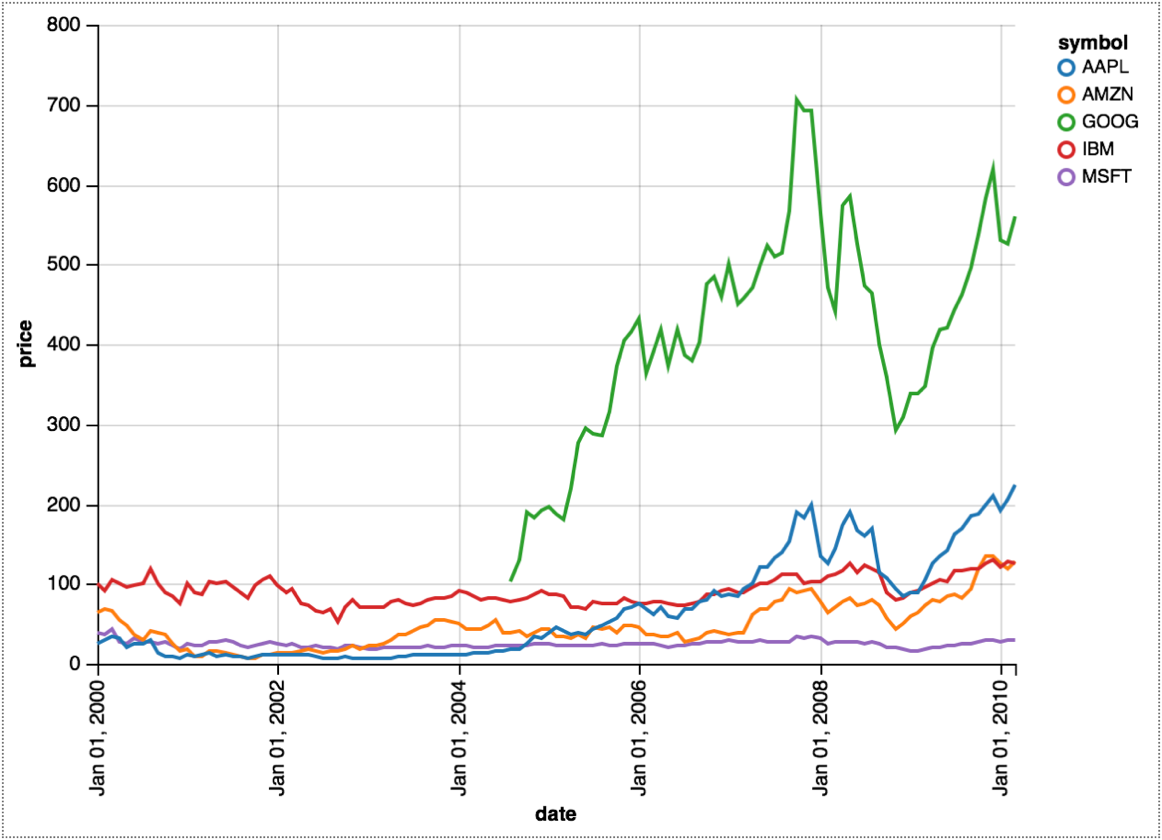 800
700
600
500
400
300
200
100
0
price
Jan 01, 2000
Jan 01, 2002
Jan 01, 2004
Jan 01, 2006
Jan 01, 2008
Jan 01, 2010
date
symbol
AAPL
AMZN
GOOG
IBM
MSFT